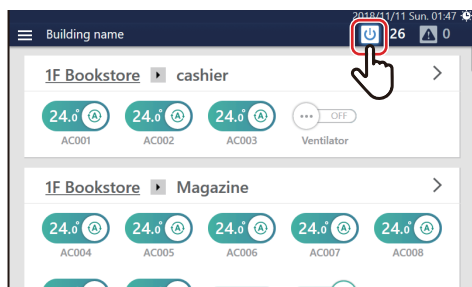 2018/11/11 Sun. 01:47
Building name 26 0
1F Bookstore cashier
24.0° A 24.0° A 24.0° A ... OFF
AC001 AC002 AC003 Ventilator
1F Bookstore Magazine
24.0° A 24.0° A 24.0° A 24.0° A 24.0° A
AC004 AC005 AC006 AC007 AC008